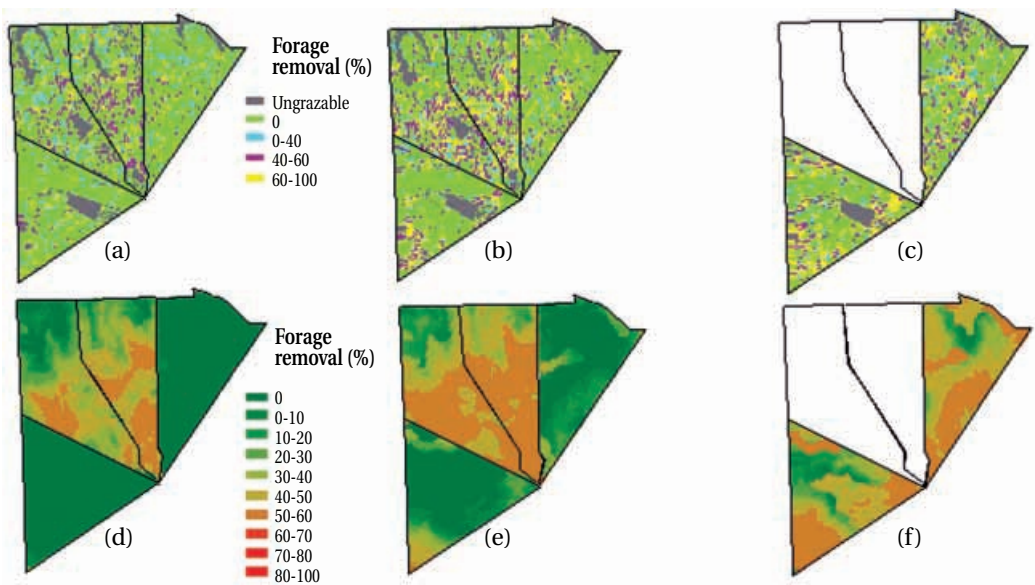 Forage
removal (%)
Ungrazable
0
0-40
40-60
60-100
(a)
(b)
(c)
Forage
removal (%)
0
0-10
10-20
20-30
30-40
40-50
50-60
60-70
70-80
80-100
(d)
(e)
(f)